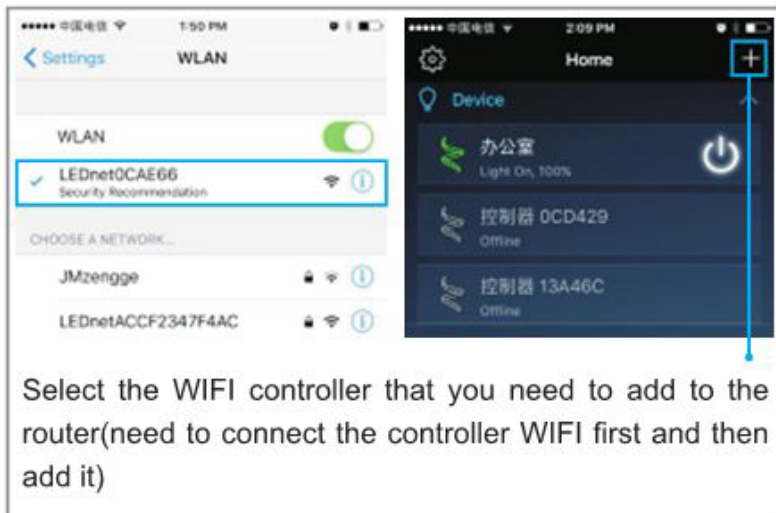 中国电信 1:50 PM
Settings WLAN
WLAN
LEDnet0CAE66
Security Recommendation
CHOOSE A NETWORK...
JMzengge
LEDnetACCF2347F4AC
中国电信 2:09 PM
Home
Device
办公室
Light On, 100%
控制器 0CD429
Offline
控制器 13A46C
Offline
Select the WIFI controller that you need to add to the
router(need to connect the controller WIFI first and then
add it)